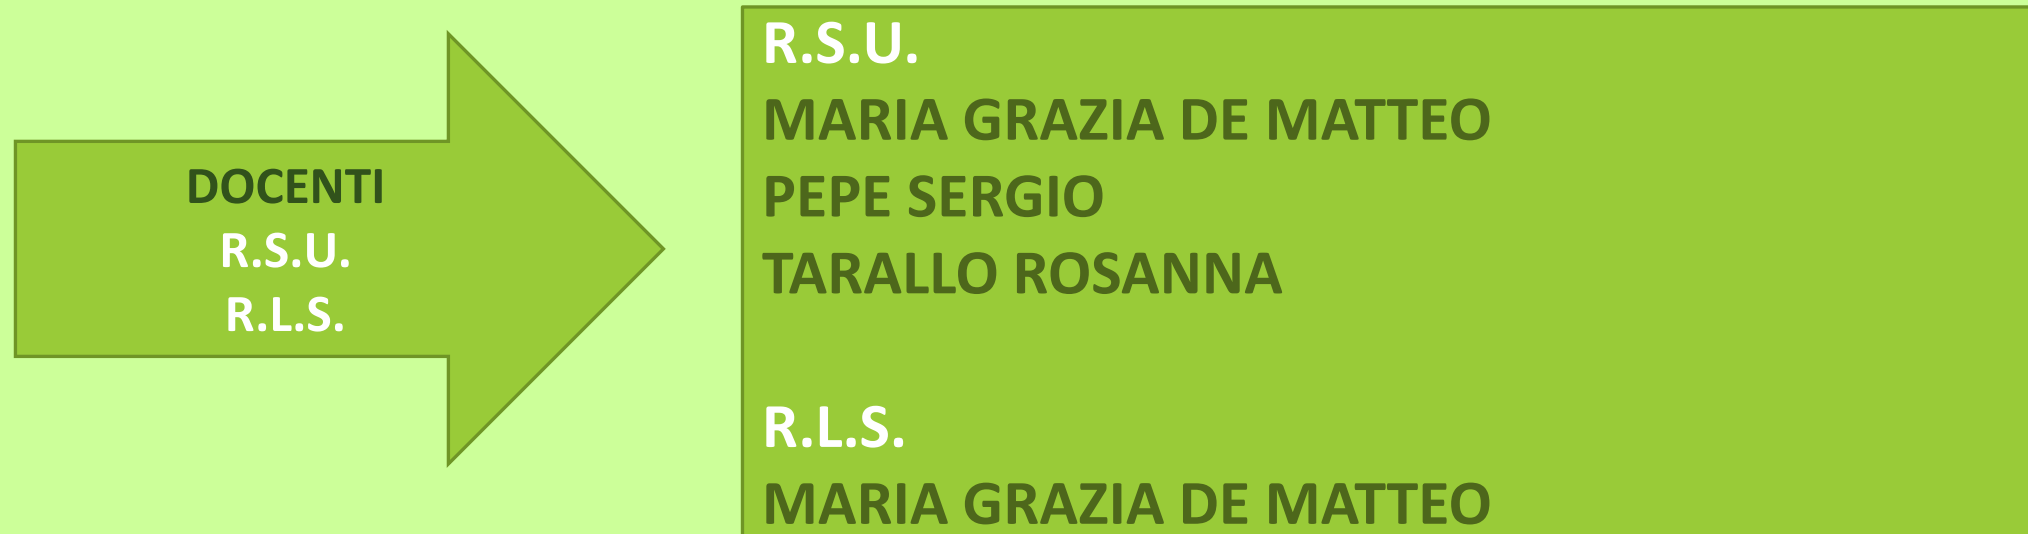 DOCENTI
R.S.U.
R.L.S.
R.S.U.
MARIA GRAZIA DE MATTEO
PEPE SERGIO
TARALLO ROSANNA
R.L.S.
MARIA GRAZIA DE MATTEO